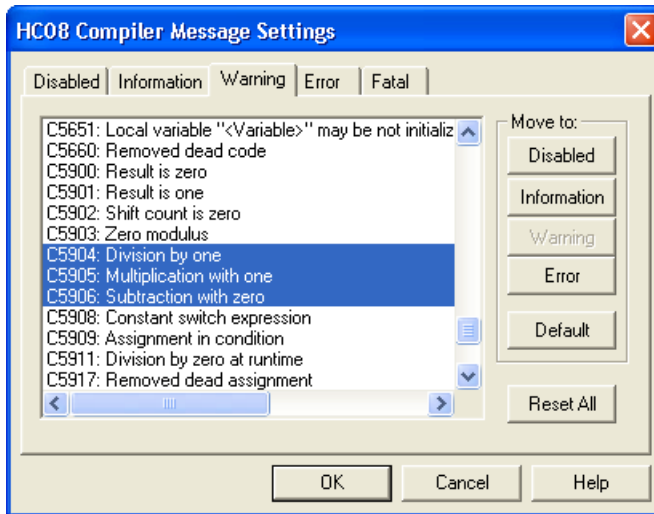 HC08 Compiler Message Settings
Disabled Information Warning Error Fatal
C5651: Local variable "<Variable>" may be not initializ
C5660: Removed dead code
C5900: Result is zero
C5901: Result is one
C5902: Shift count is zero
C5903: Zero modulus
C5904: Division by one
C5905: Multiplication with one
C5906: Subtraction with zero
C5908: Constant switch expression
C5909: Assignment in condition
C5911: Division by zero at runtime
C5917: Removed dead assignment
Move to:
Disabled
Information
Warning
Error
Default
Reset All
OK Cancel Help